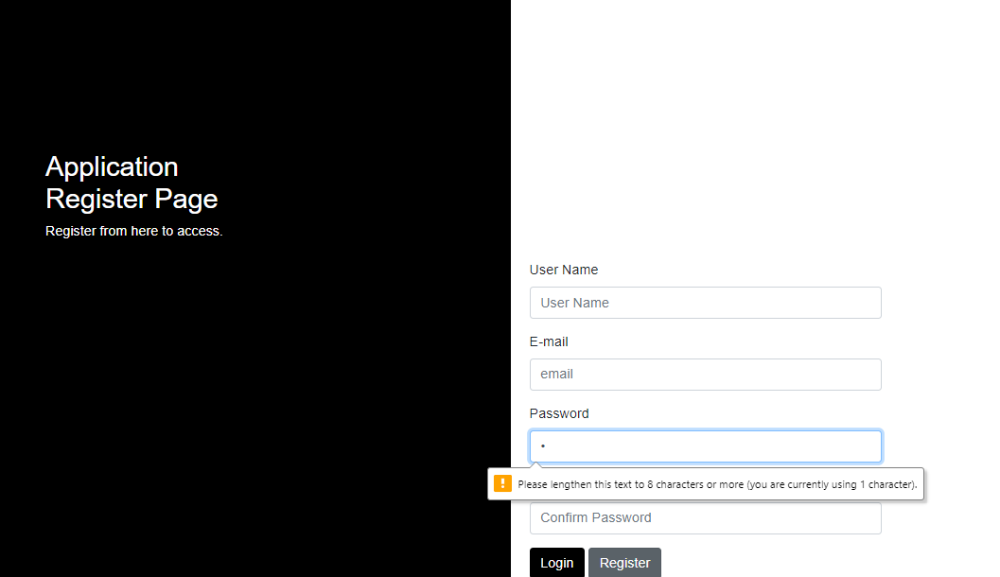 Application
Register Page
Register from here to access.
User Name
User Name
E-mail
email
Password
•
Please lengthen this text to 8 characters or more (you are currently using 1 character).
Confirm Password
Login
Register